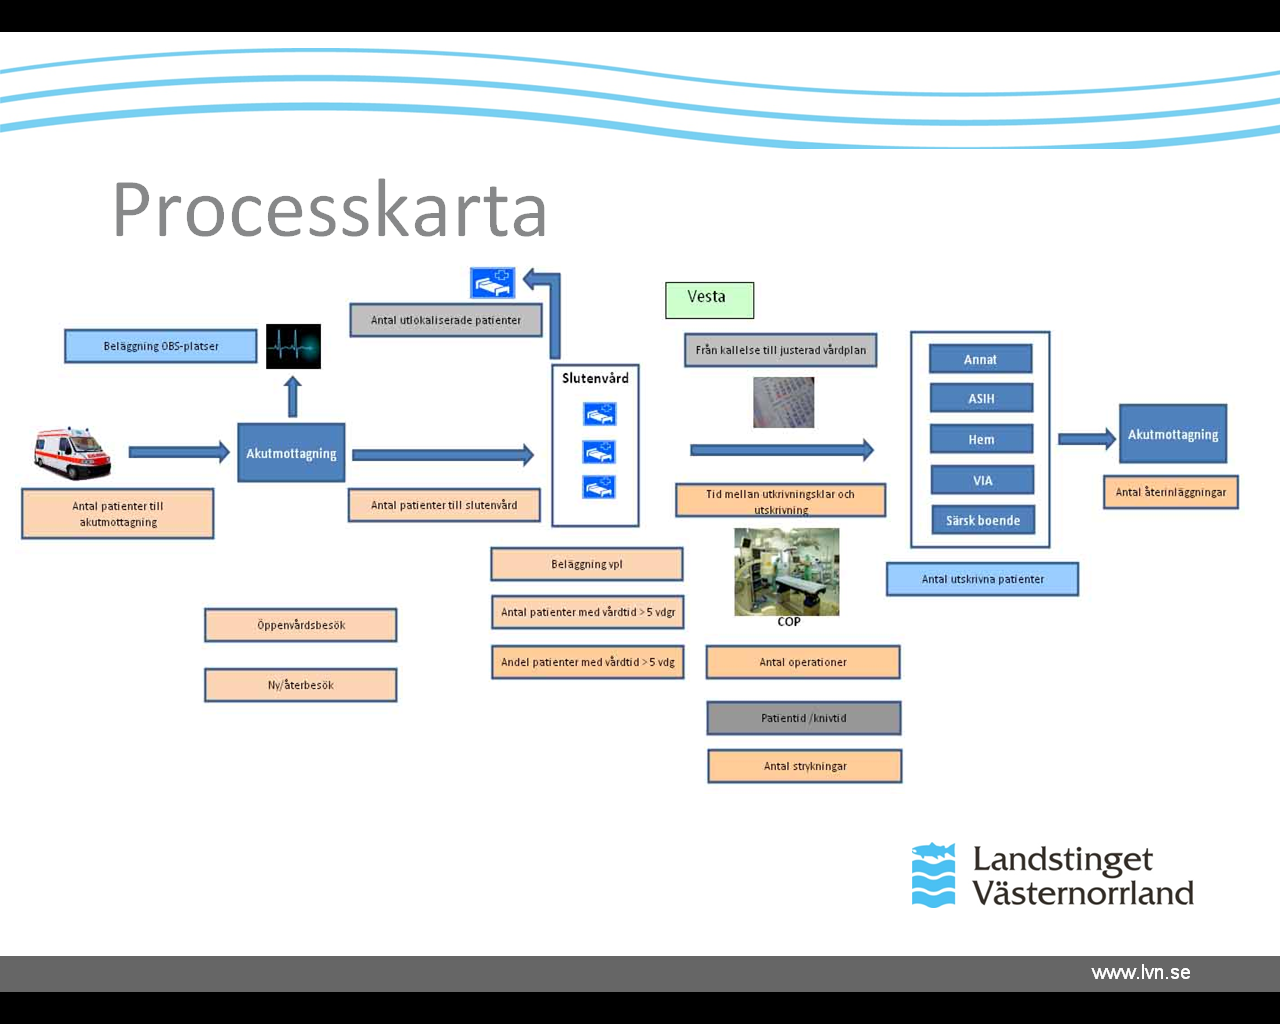 Processkarta
Vesta
Antal utlokaliserade patienter
Beläggning OBS-platser
Från kallelse till justerad vårdplan
Slutenvård
Annat
ASIH
Hem
VIA
Särsk boende
Akutmottagning
Akutmottagning
Antal patienter till
akutmottagning
Antal patienter till slutenvård
Tid mellan utkrivningsklar och
utskrivning
Antal återinläggningar
Beläggning vpl
Antal utskrivna patienter
Antal patienter med vårdtid > 5 vdgr
COP
Öppenvårdsbesök
Andel patienter med vårdtid > 5 vdg
Antal operationer
Ny/återbesök
Patientid /knivtid
Antal strykningar
Landstinget
Västernorrland
www.lvn.se